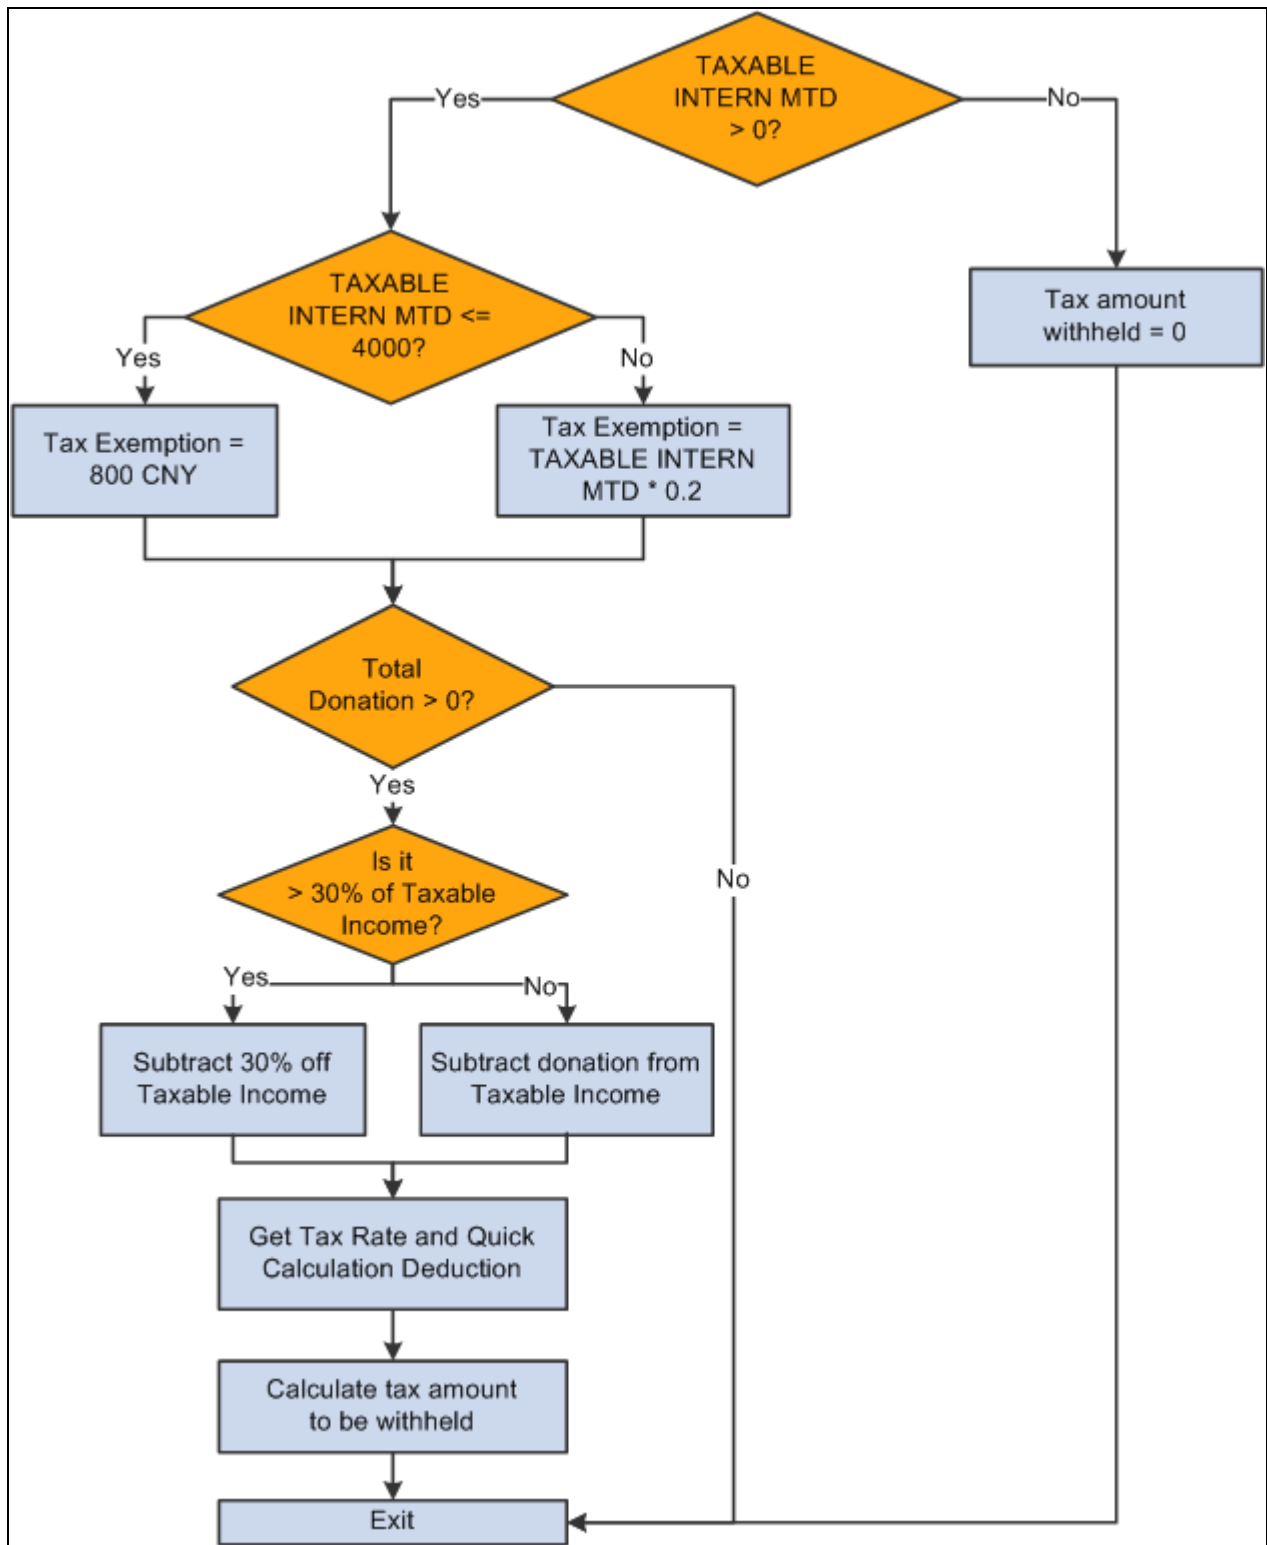 TAXABLE
INTERN MTD
> 0?
Yes
No
TAXABLE
INTERN MTD <=
4000?
Tax amount
withheld = 0
Yes
No
Tax Exemption =
800 CNY
Tax Exemption =
TAXABLE INTERN
MTD * 0.2
Total
Donation > 0?
Yes
No
Is it
> 30% of Taxable
Income?
Yes
No
Subtract 30% off
Taxable Income
Subtract donation from
Taxable Income
Get Tax Rate and Quick
Calculation Deduction
Calculate tax amount
to be withheld
Exit